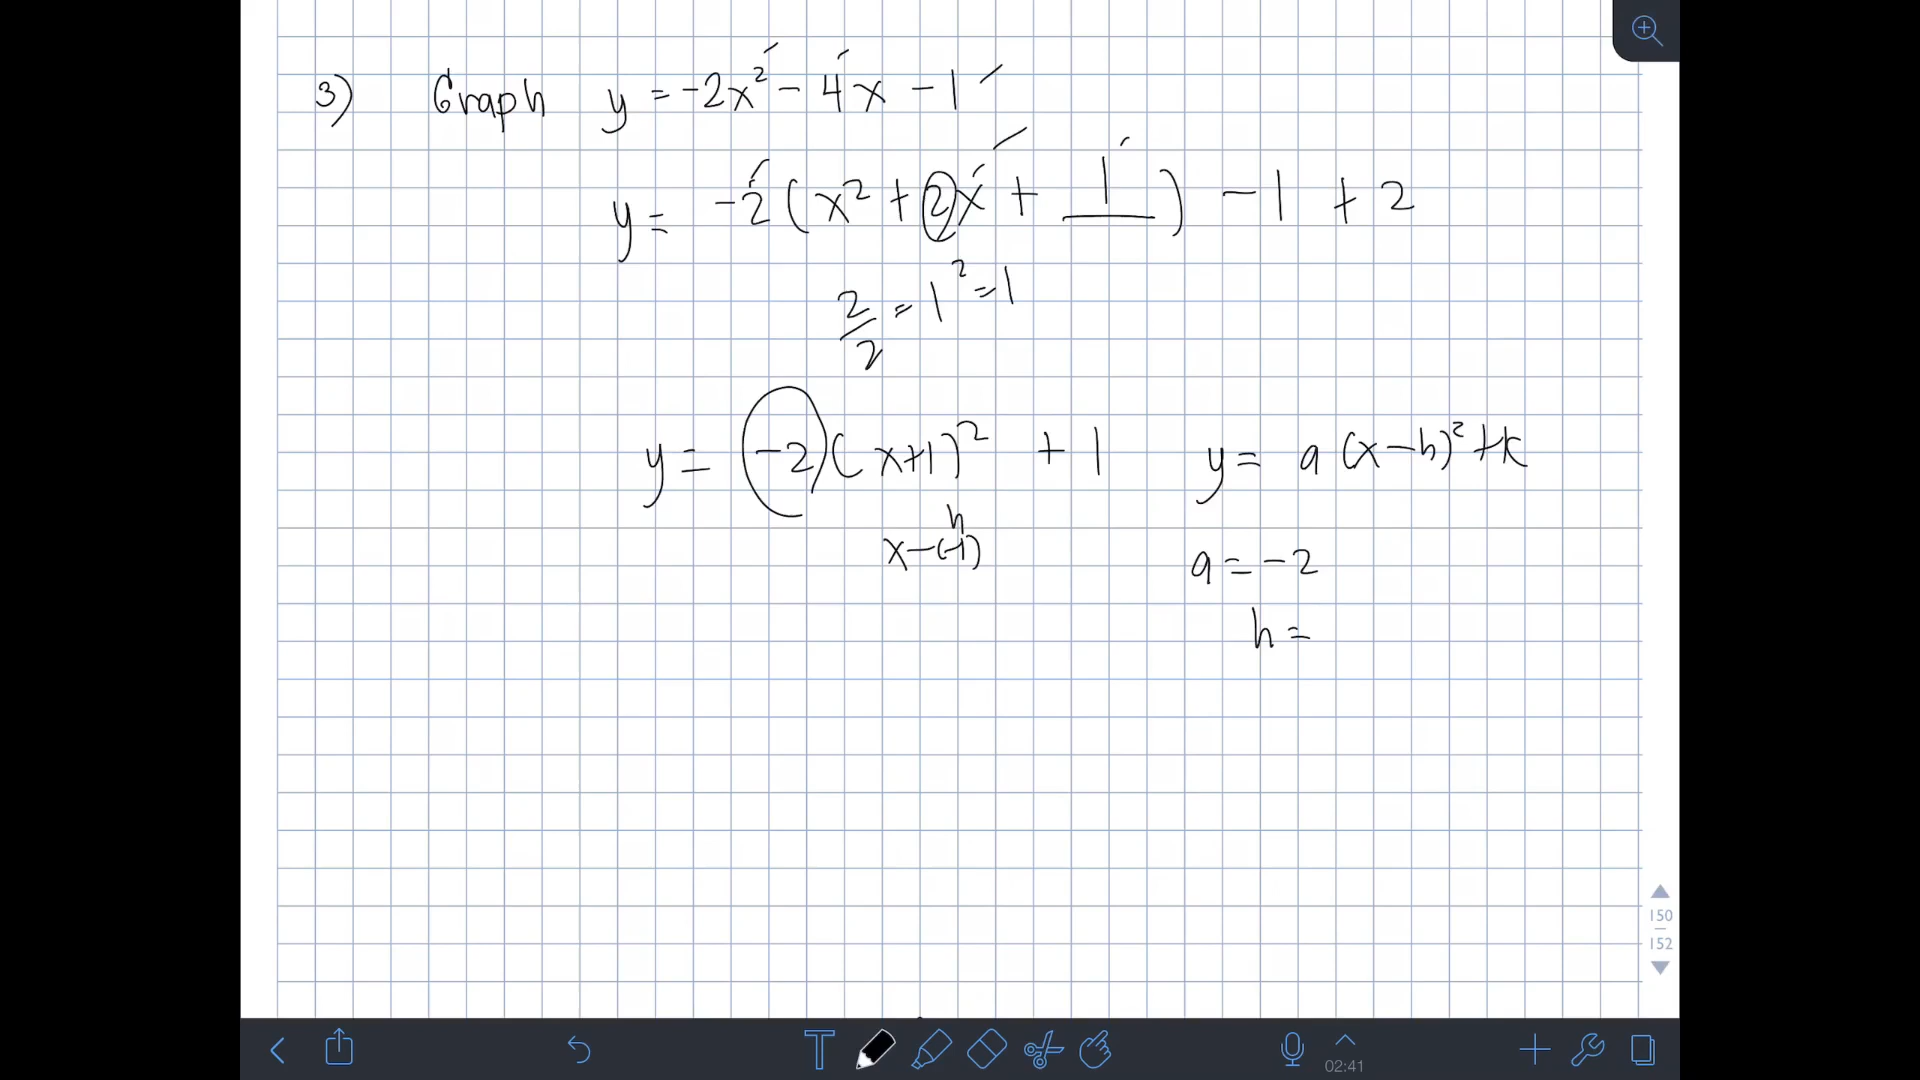 3) Graph y = -2x² - 4x - 1
y = -2 ( x² + 2x + 1 ) - 1 + 2
2/2 = 1² = 1
y = -2 ( x+1 )² + 1 y = a (x-h)² + k
h
x-(-1) a = -2
h =
150
152
T
02:41